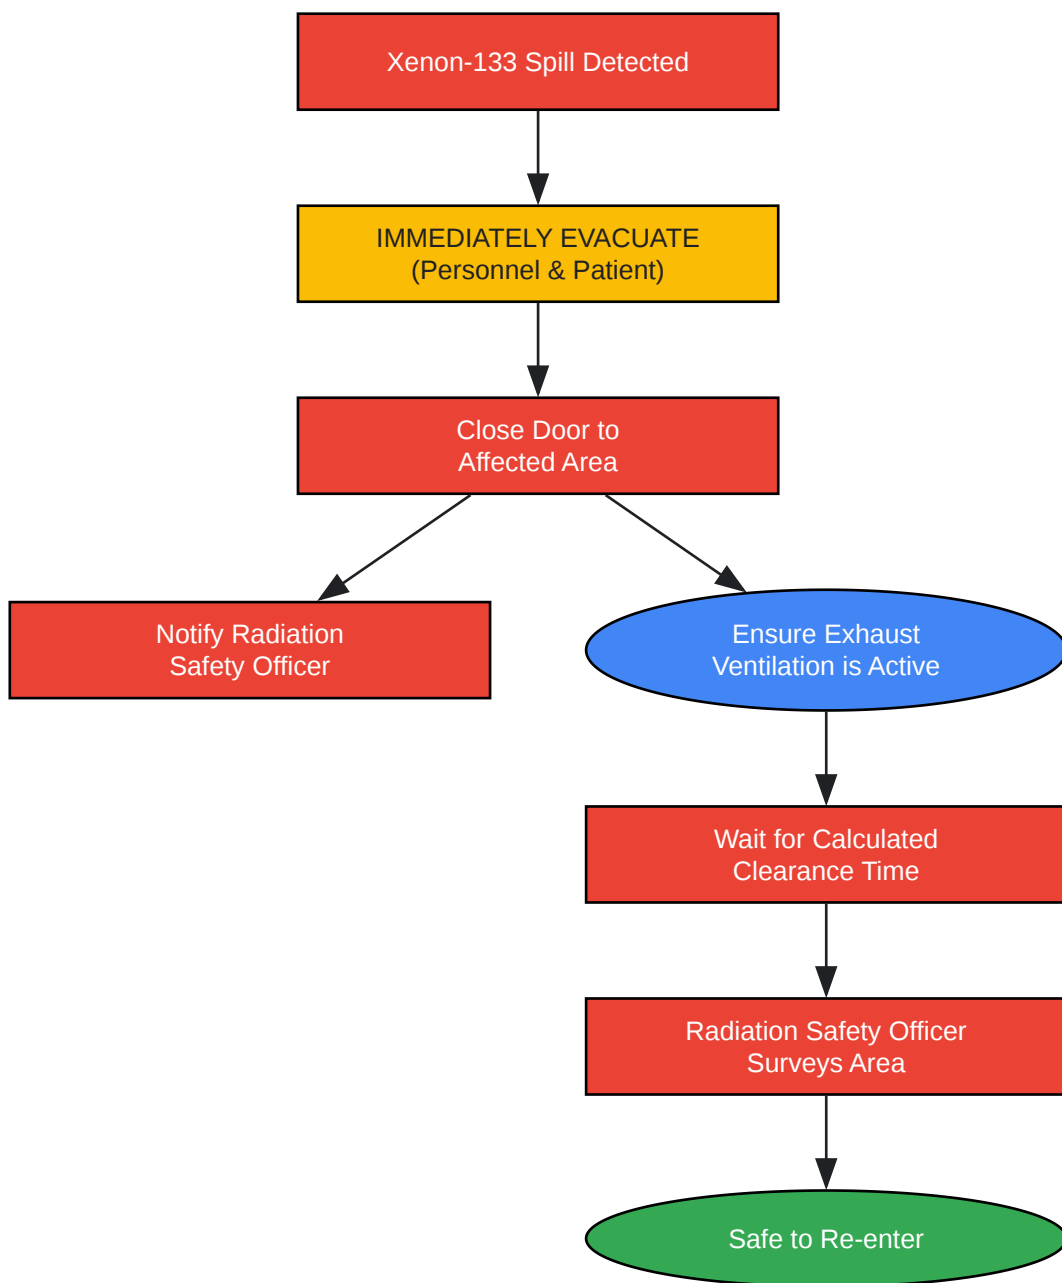 Xenon-133 Spill Detected
IMMEDIATELY EVACUATE
(Personnel & Patient)
Close Door to
Affected Area
Notify Radiation
Safety Officer
Ensure Exhaust
Ventilation is Active
Wait for Calculated
Clearance Time
Radiation Safety Officer
Surveys Area
Safe to Re-enter